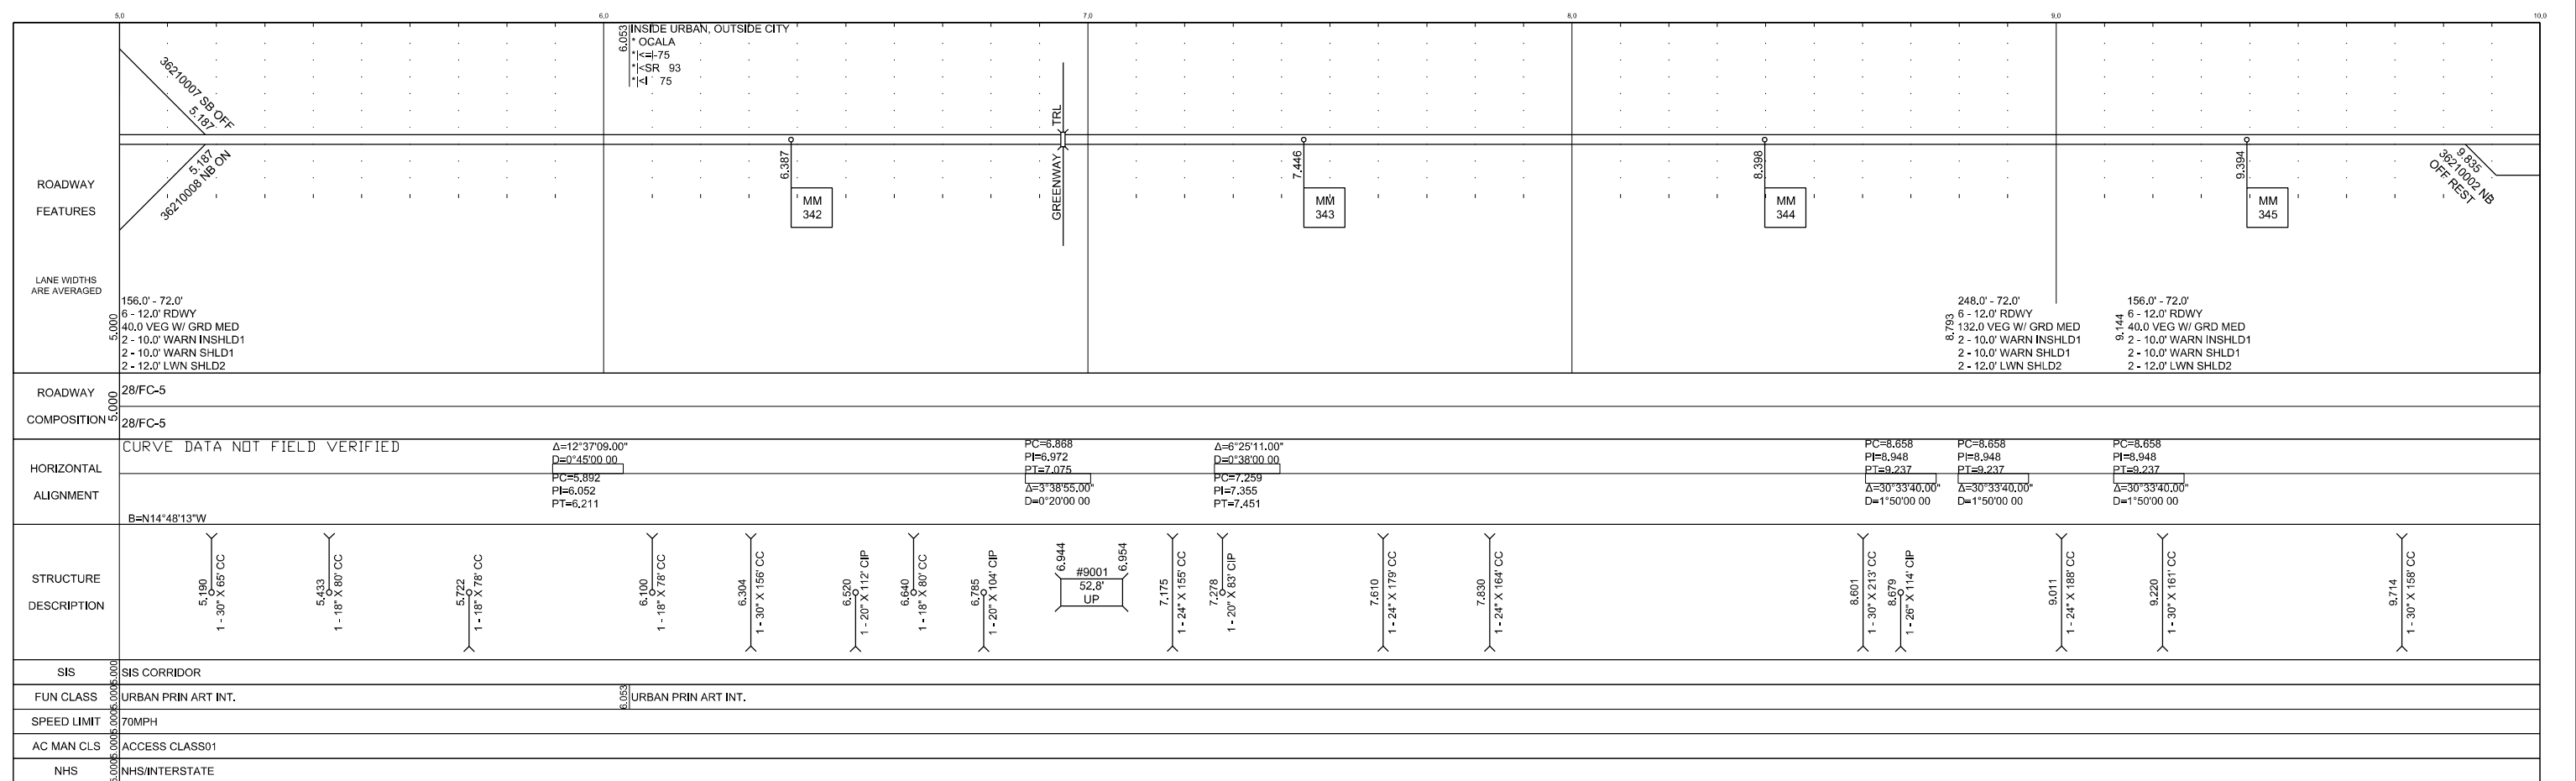 5.0 6.0 7.0 8.0 9.0 10.0
36210007 SB OFF
5.187
5.187
36210008 NB ON
6.053
INSIDE URBAN, OUTSIDE CITY
* OCALA
*|<=I-75
*|<SR 93
*|<I 75
ROADWAY
FEATURES
6.387
MM
342
GREENWAY TRL
7.446
MM
343
8.398
MM
344
9.394
MM
345
9.835
36210002 NB
OFF REST
LANE WIDTHS
ARE AVERAGED
5.000
156.0' - 72.0'
6 - 12.0' RDWY
40.0 VEG W/ GRD MED
2 - 10.0' WARN INSHLD1
2 - 10.0' WARN SHLD1
2 - 12.0' LWN SHLD2
8.793
248.0' - 72.0'
6 - 12.0' RDWY
132.0 VEG W/ GRD MED
2 - 10.0' WARN INSHLD1
2 - 10.0' WARN SHLD1
2 - 12.0' LWN SHLD2
9.144
156.0' - 72.0'
6 - 12.0' RDWY
40.0 VEG W/ GRD MED
2 - 10.0' WARN INSHLD1
2 - 10.0' WARN SHLD1
2 - 12.0' LWN SHLD2
ROADWAY
COMPOSITION
5.000
28/FC-5
28/FC-5
HORIZONTAL
ALIGNMENT
CURVE DATA NOT FIELD VERIFIED
B=N14°48'13"W
Δ=12°37'09.00"
D=0°45'00 00
PC=5.892
PI=6.052
PT=6.211
PC=6.868
PI=6.972
PT=7.075
Δ=3°38'55.00"
D=0°20'00 00
Δ=6°25'11.00"
D=0°38'00 00
PC=7.259
PI=7.355
PT=7.451
PC=8.658
PI=8.948
PT=9.237
Δ=30°33'40.00"
D=1°50'00 00
PC=8.658
PI=8.948
PT=9.237
Δ=30°33'40.00"
D=1°50'00 00
PC=8.658
PI=8.948
PT=9.237
Δ=30°33'40.00"
D=1°50'00 00
STRUCTURE
DESCRIPTION
5.190
1 - 30" X 65' CC
5.433
1 - 18" X 80' CC
5.722
1 - 18" X 78' CC
6.100
1 - 18" X 78' CC
6.304
1 - 30" X 156' CC
6.520
1 - 20" X 112' CIP
6.640
1 - 18" X 80' CC
6.785
1 - 20" X 104' CIP
6.944
#9001
52.8'
UP
6.954
7.175
1 - 24" X 155' CC
7.278
1 - 20" X 83' CIP
7.610
1 - 24" X 179' CC
7.830
1 - 24" X 164' CC
8.601
1 - 30" X 213' CC
8.679
1 - 26" X 114' CIP
9.011
1 - 24" X 188' CC
9.220
1 - 30" X 161' CC
9.714
1 - 30" X 158' CC
SIS
5.000
SIS CORRIDOR
FUN CLASS
5.000
URBAN PRIN ART INT.
6.053
URBAN PRIN ART INT.
SPEED LIMIT
5.000
70MPH
AC MAN CLS
5.000
ACCESS CLASS01
NHS
5.000
NHS/INTERSTATE